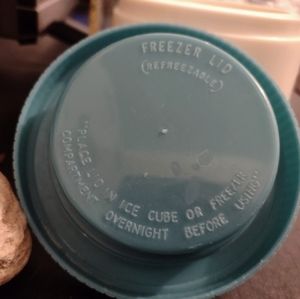 FREEZER LID
(REFREEZABLE)
"PLACE LID IN ICE CUBE OR FREEZER
COMPARTMENT OVERNIGHT BEFORE USING"